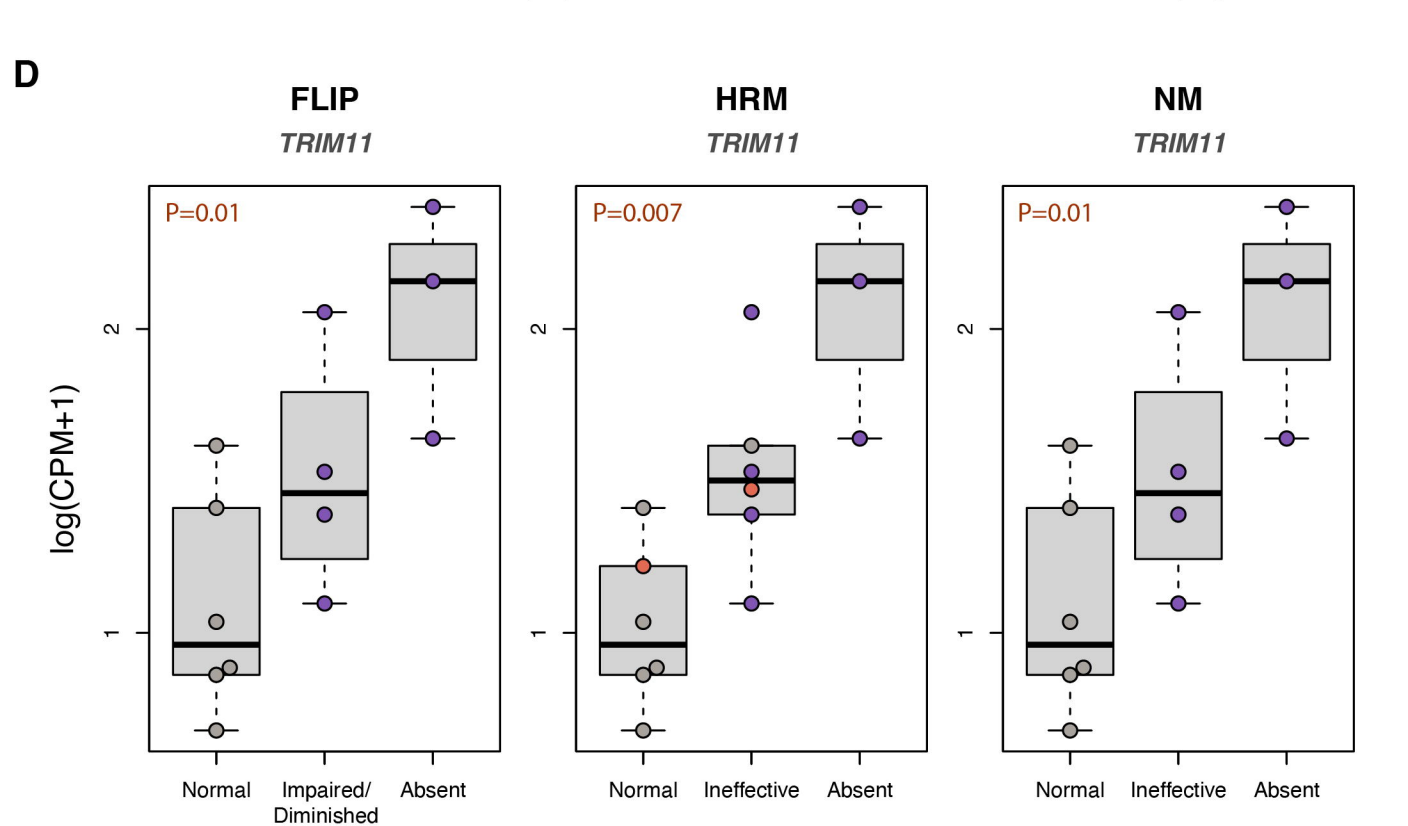 D
FLIP
TRIM11
HRM
TRIM11
NM
TRIM11
log(CPM+1)
P=0.01
2
1
Normal
Impaired/
Diminished
Absent
P=0.007
2
1
Normal
Ineffective
Absent
P=0.01
2
1
Normal
Ineffective
Absent